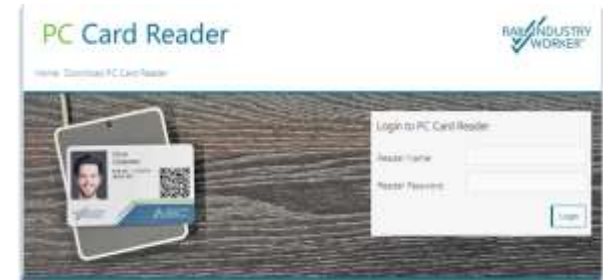 PC Card Reader
RAIL INDUSTRY
WORKER
Home Download PC Card Reader
Login to PC Card Reader
Reader Name
Reader Password
Login